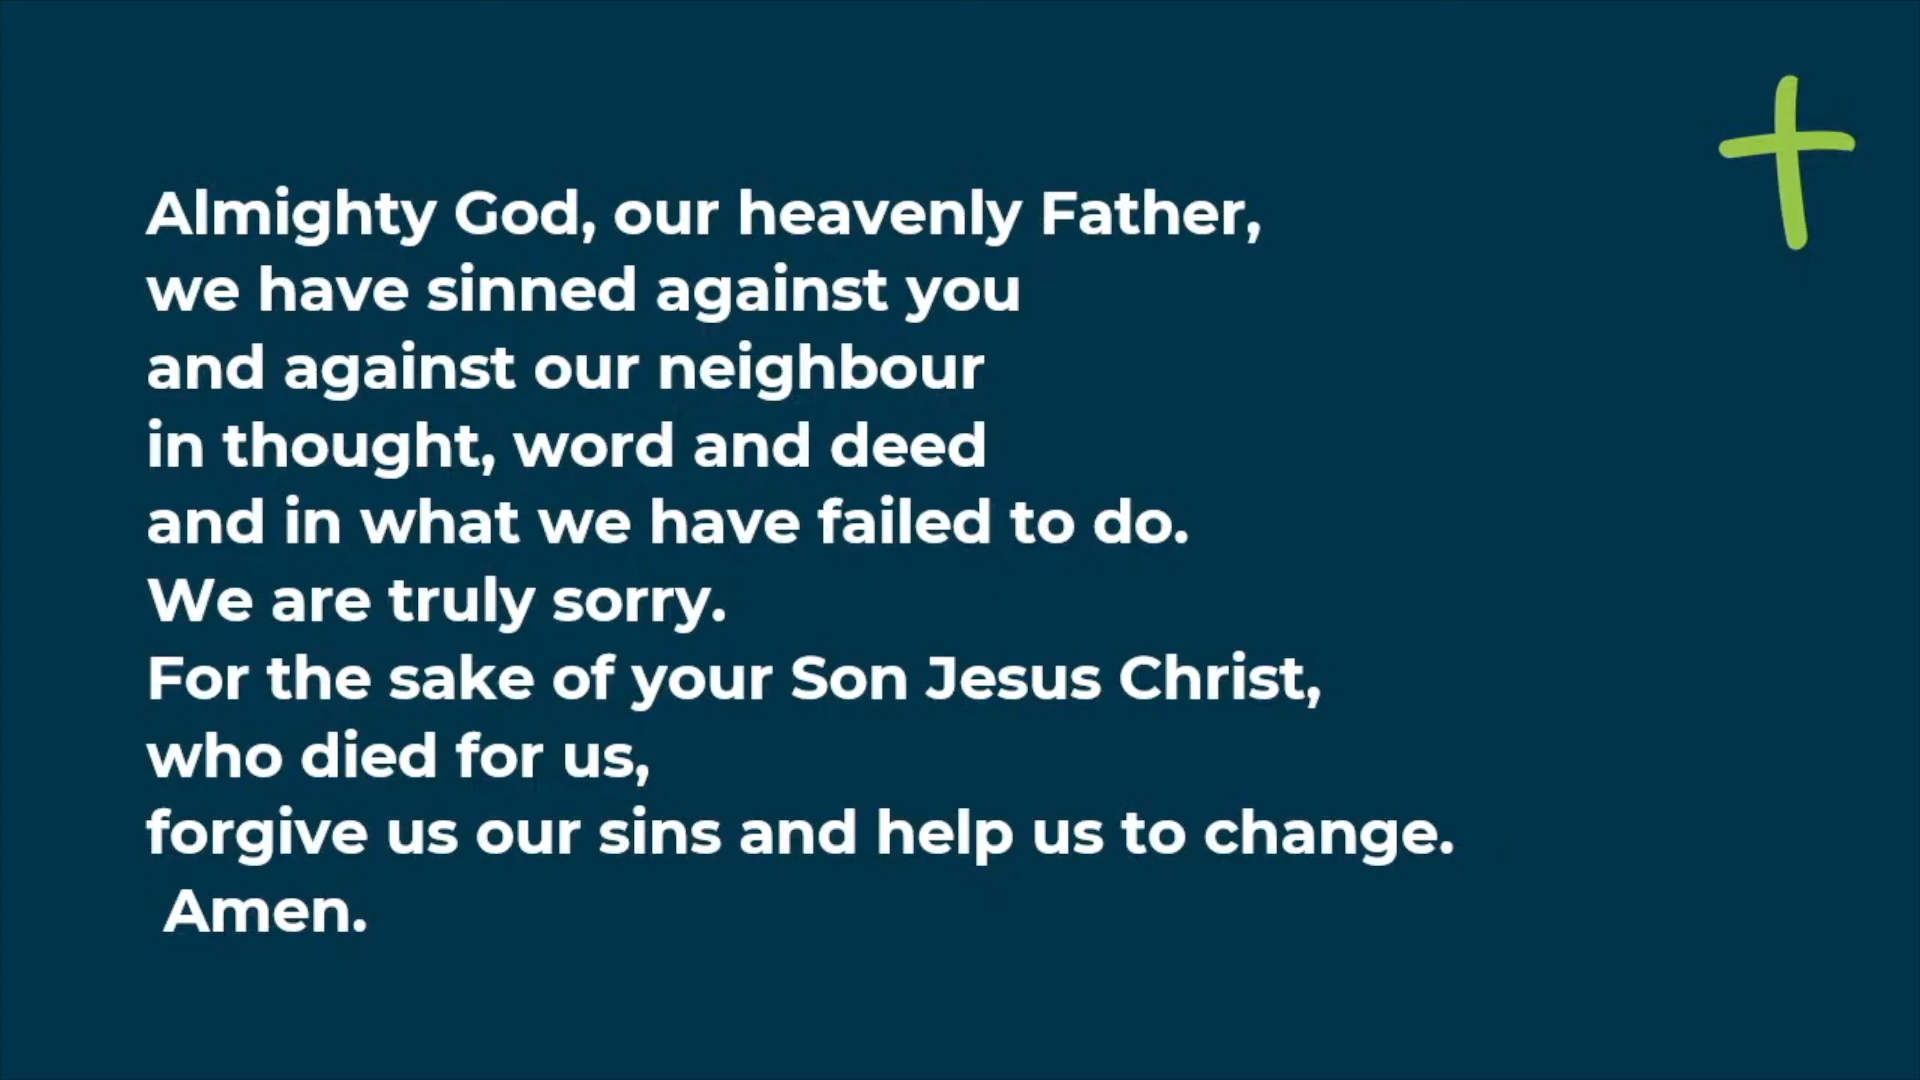 Almighty God, our heavenly Father,
we have sinned against you
and against our neighbour
in thought, word and deed
and in what we have failed to do.
We are truly sorry.
For the sake of your Son Jesus Christ,
who died for us,
forgive us our sins and help us to change.
Amen.